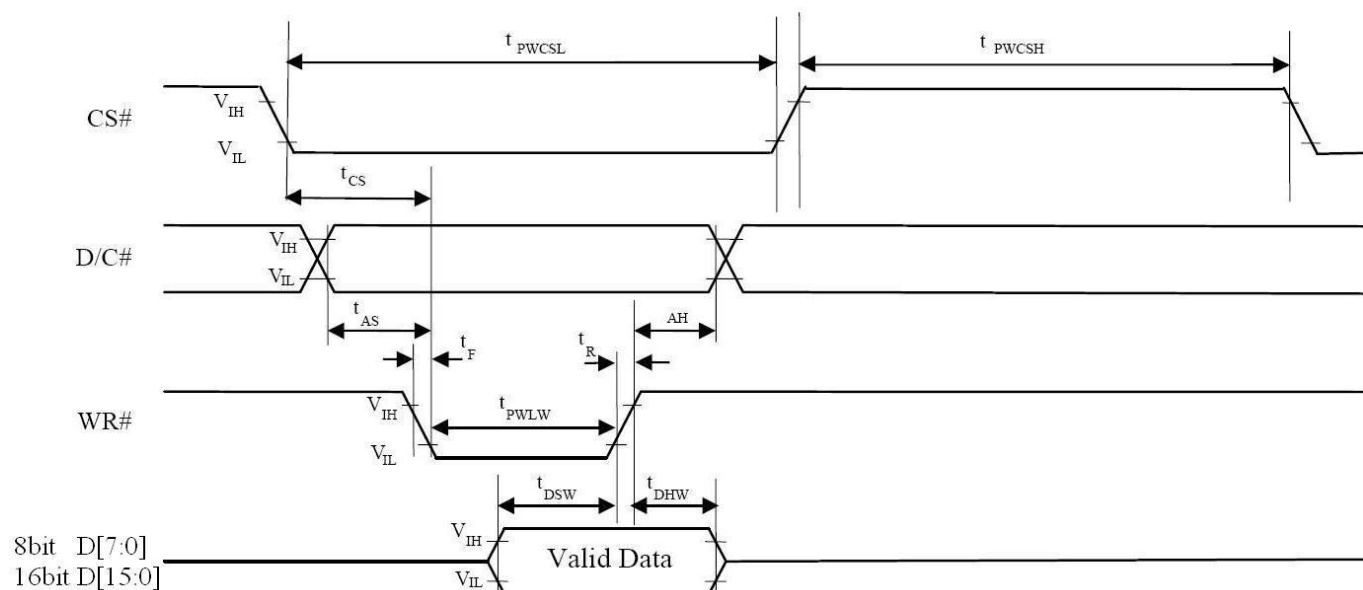 t PWCSL
t PWCSH
CS#
VIH
VIL
tCS
D/C#
VIH
VIL
tAS
AH
tF
tR
WR#
VIH
VIL
tPWLW
tDSW
tDHW
8bit D[7:0]
16bit D[15:0]
VIH
VIL
Valid Data